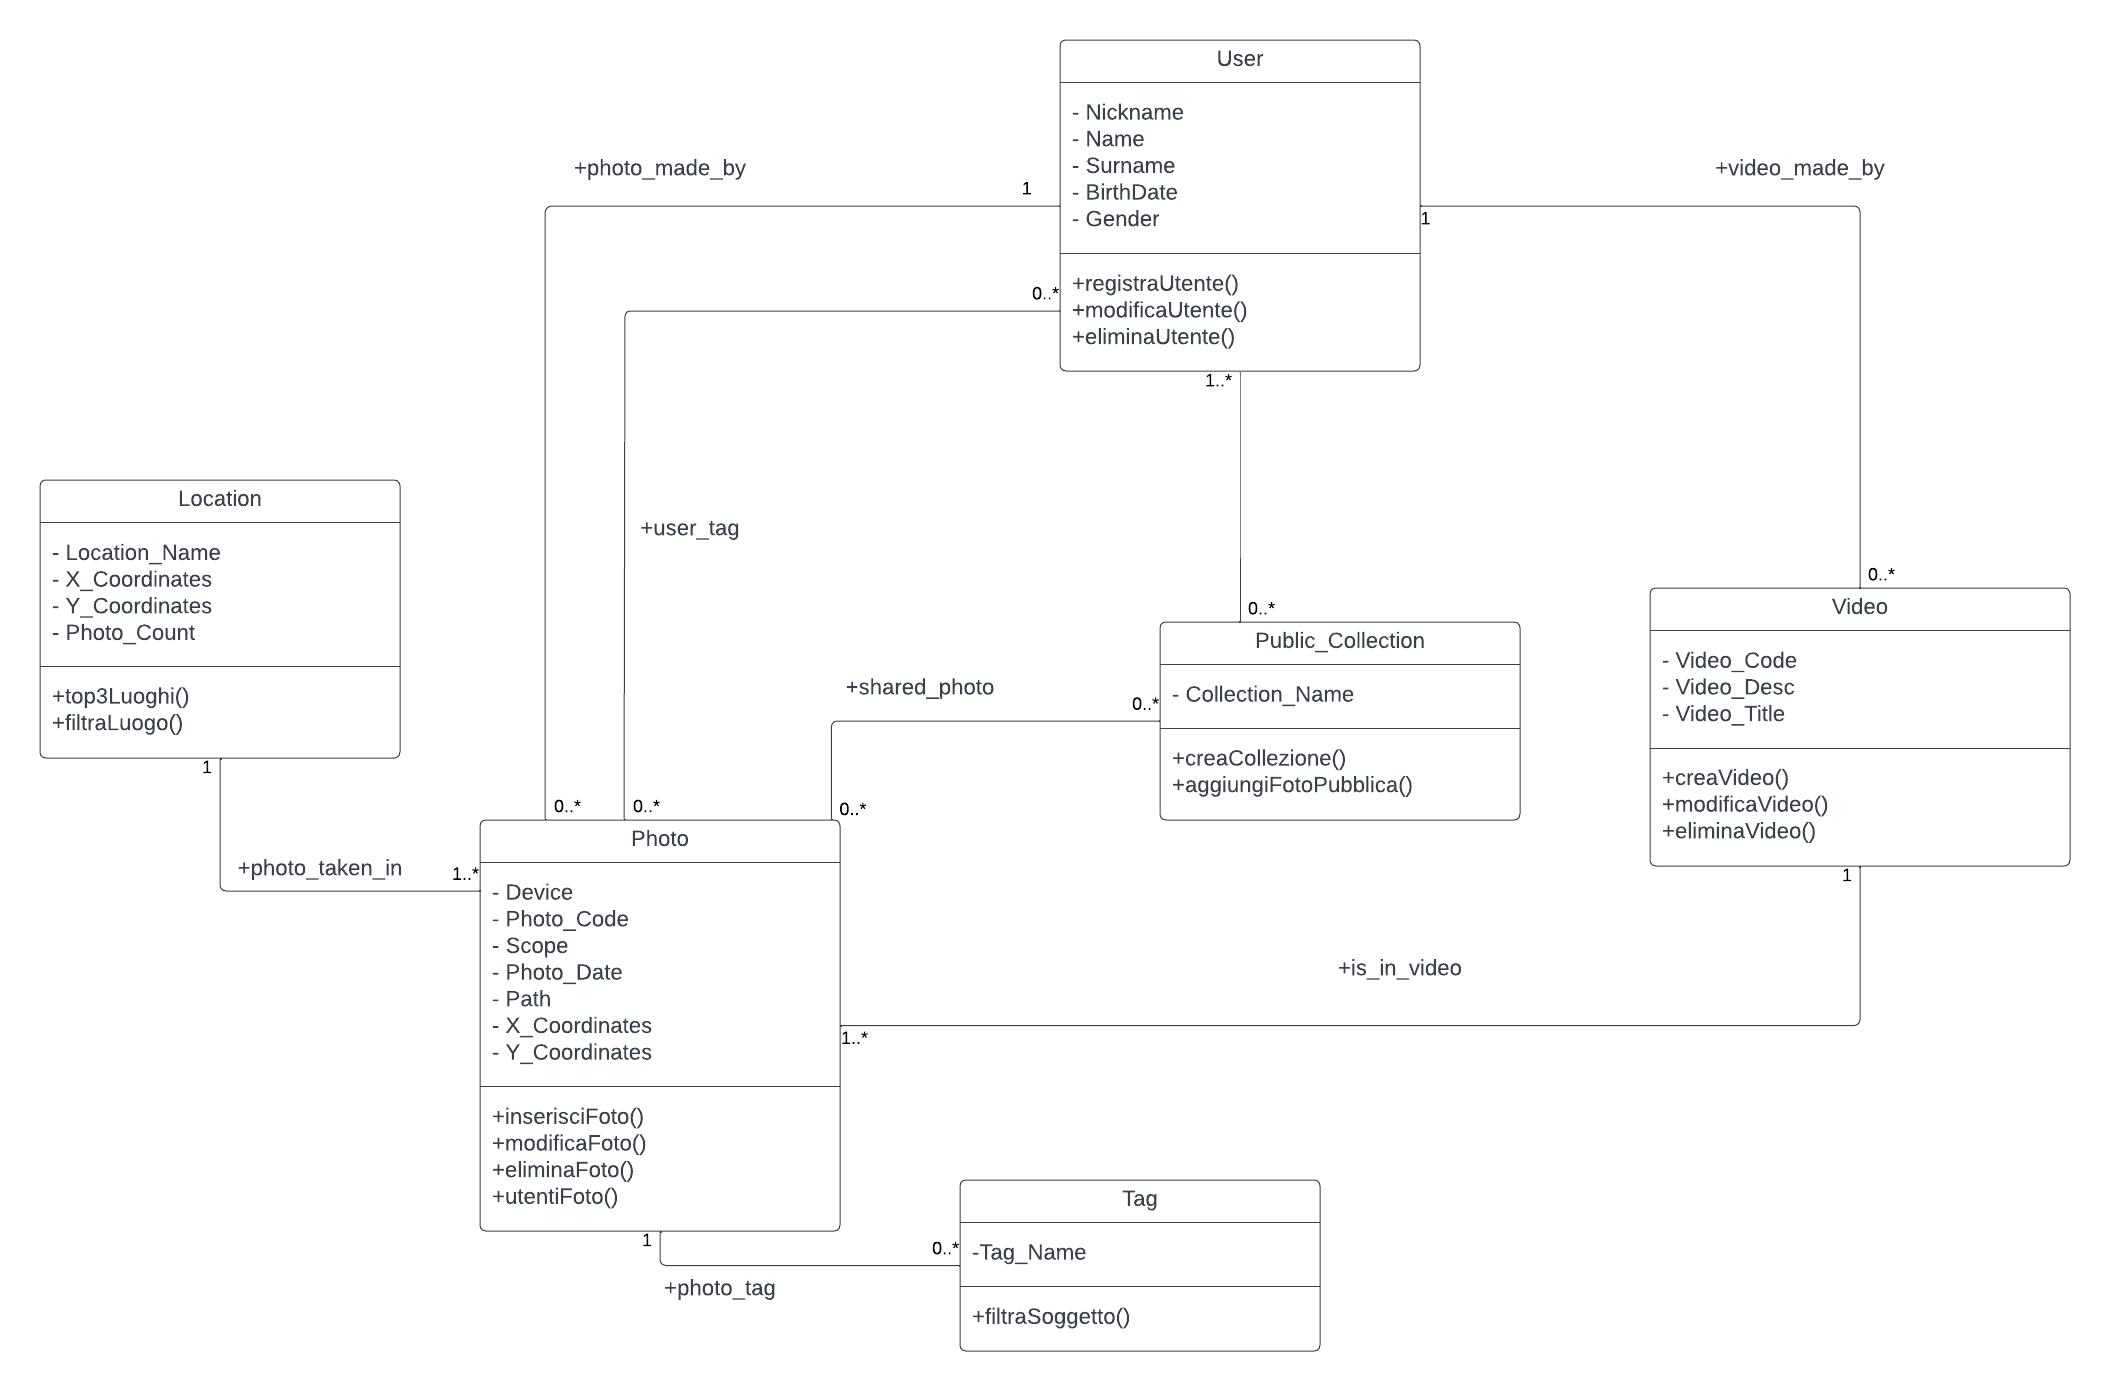 User
- Nickname
- Name
- Surname
- BirthDate
- Gender
+registraUtente()
+modificaUtente()
+eliminaUtente()
+photo_made_by
1
+video_made_by
1
0..*
1..*
+user_tag
Location
- Location_Name
- X_Coordinates
- Y_Coordinates
- Photo_Count
+top3Luoghi()
+filtraLuogo()
1
+photo_taken_in
1..*
0..*
Public_Collection
- Collection_Name
+creaCollezione()
+aggiungiFotoPubblica()
+shared_photo
0..*
0..*
Video
- Video_Code
- Video_Desc
- Video_Title
+creaVideo()
+modificaVideo()
+eliminaVideo()
1
0..*
0..*
0..*
Photo
- Device
- Photo_Code
- Scope
- Photo_Date
- Path
- X_Coordinates
- Y_Coordinates
+inserisciFoto()
+modificaFoto()
+eliminaFoto()
+utentiFoto()
+is_in_video
1..*
1
+photo_tag
0..*
Tag
-Tag_Name
+filtraSoggetto()